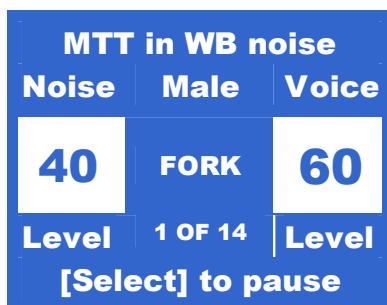 MTT in WB noise
Noise Male Voice
40 FORK 60
Level 1 OF 14 Level
[Select] to pause